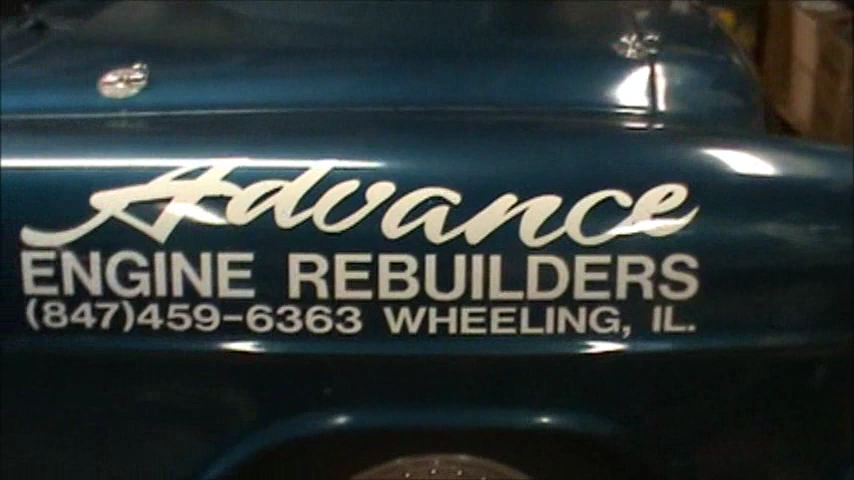 Advance
ENGINE REBUILDERS
(847)459-6363 WHEELING, IL.